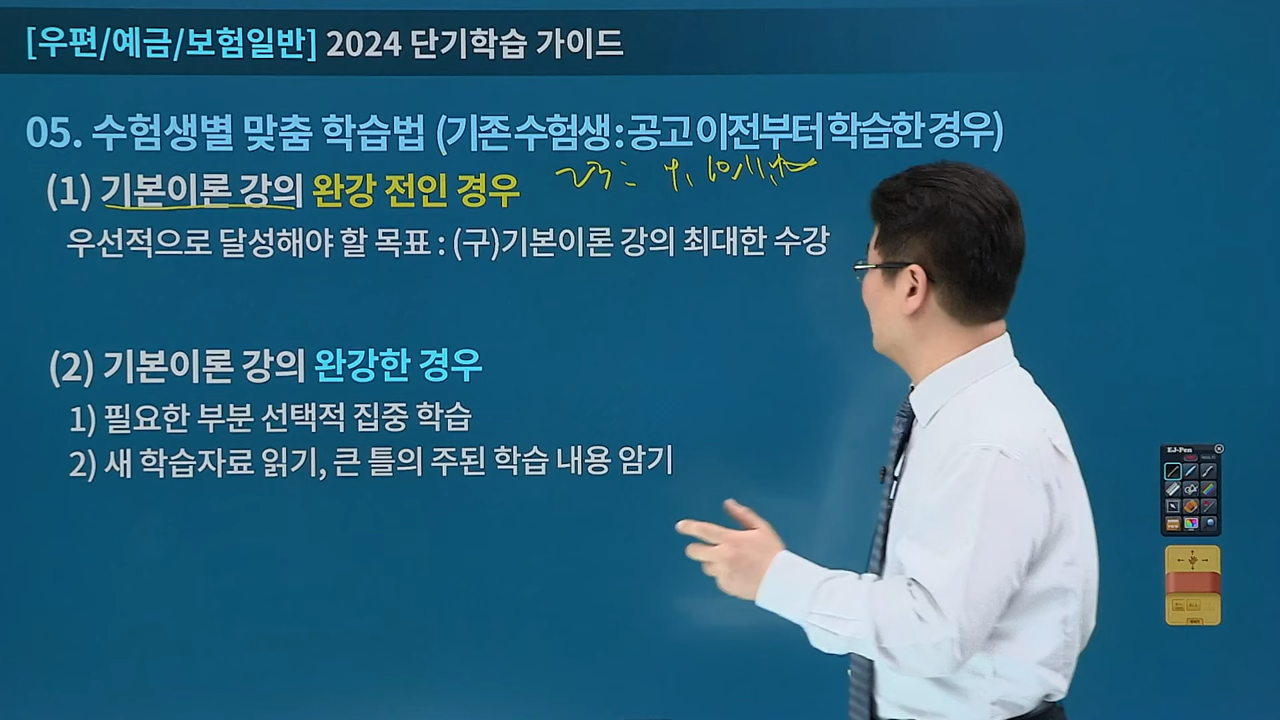 [우편/예금/보험일반] 2024 단기학습 가이드
05. 수험생별 맞춤 학습법 (기존수험생:공고이전부터학습한경우)
(1) 기본이론 강의 완강 전인 경우
우선적으로 달성해야 할 목표 : (구)기본이론 강의 최대한 수강
(2) 기본이론 강의 완강한 경우
1) 필요한 부분 선택적 집중 학습
2) 새 학습자료 읽기, 큰 틀의 주된 학습 내용 암기
EJ-Pen